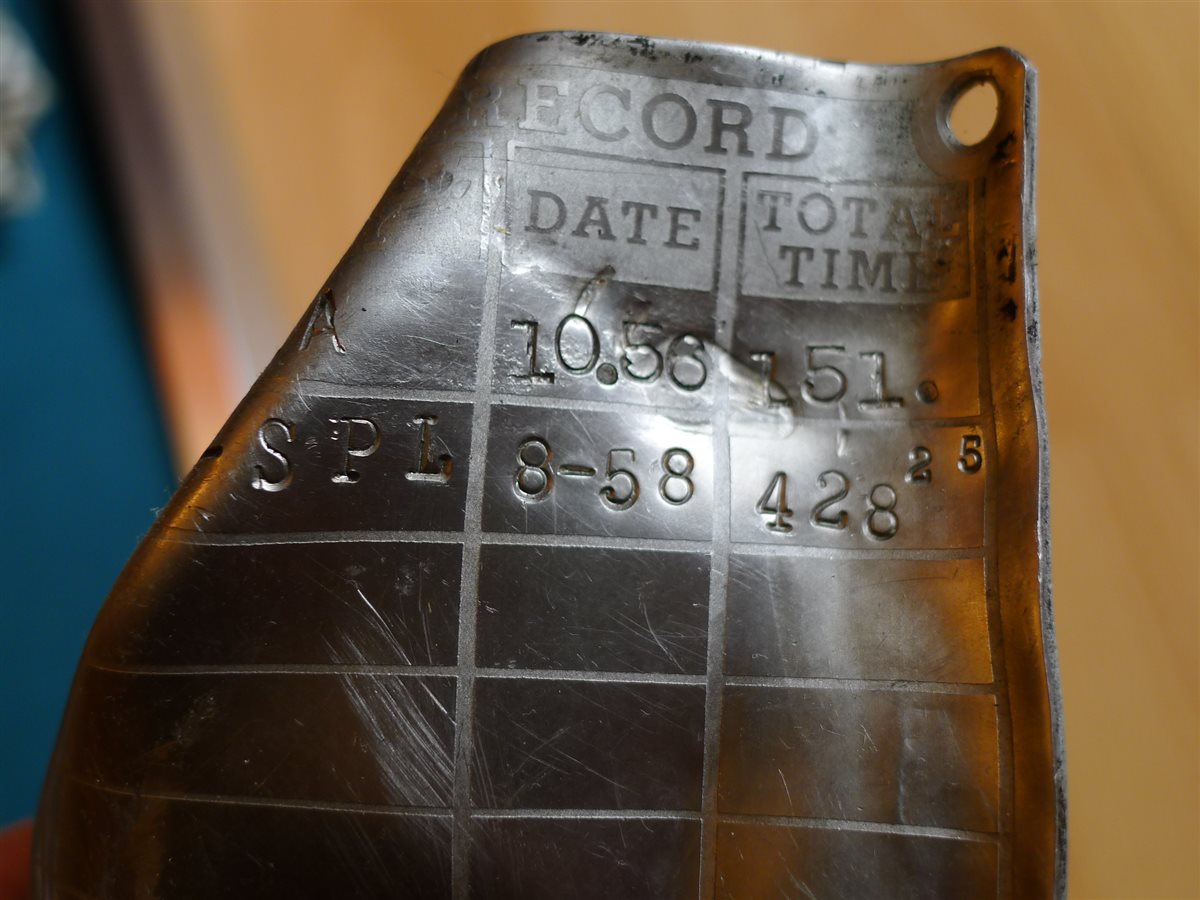 RECORD
DATE TOTAL TIME
A 10.56 151.
SPL 8-58 428 25